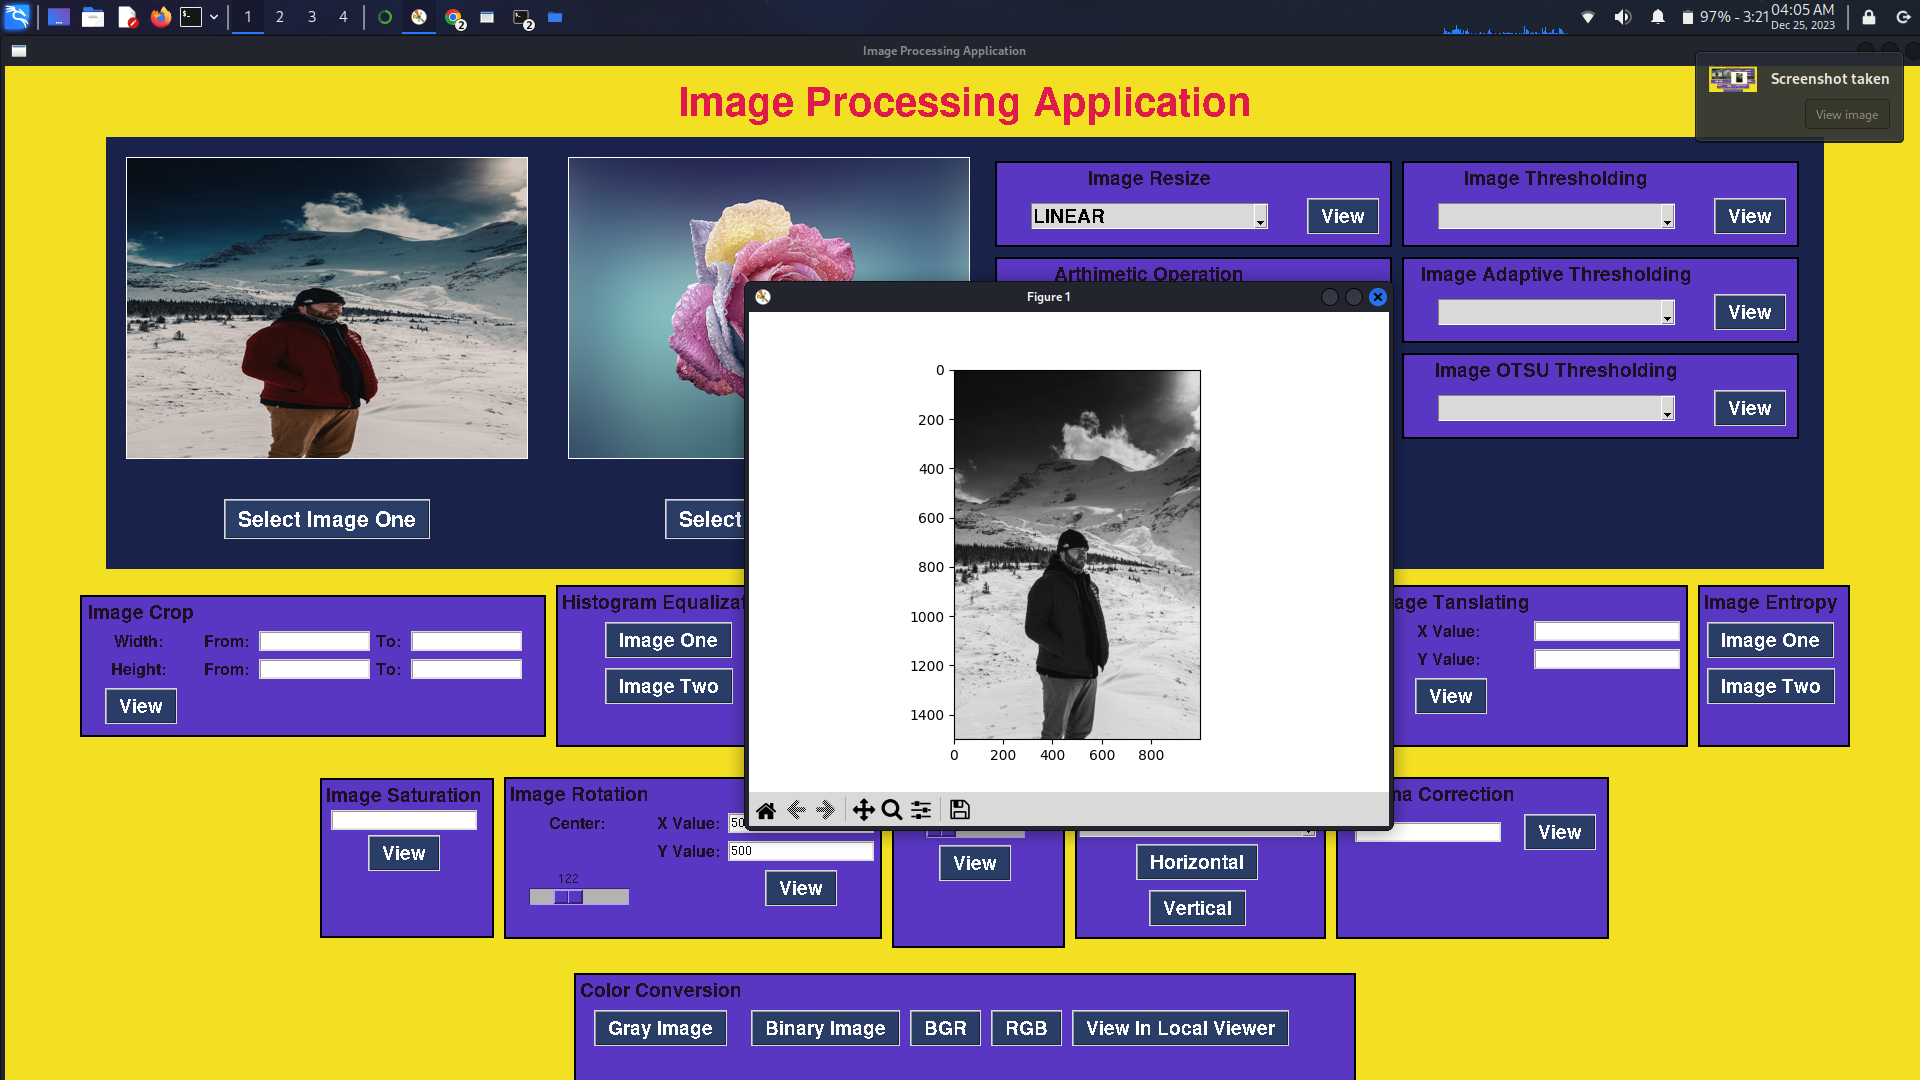 1 2 3 4
2
2
97% - 3:21
04:05 AM
Dec 25, 2023
Image Processing Application
Screenshot taken
View image
Image Processing Application
Image Resize
LINEAR
View
Image Thresholding
View
Arthimetic Operation
Image Adaptive Thresholding
View
Image OTSU Thresholding
View
Select Image One
Select
Figure 1
0
200
400
600
800
1000
1200
1400
0 200 400 600 800
Image Crop
Width: From: To:
Height: From: To:
View
Histogram Equalizat
Image One
Image Two
age Tanslating
X Value:
Y Value:
View
Image Entropy
Image One
Image Two
Image Saturation
View
Image Rotation
Center: X Value: 50
Y Value: 500
122
View
View
Horizontal
Vertical
ma Correction
View
Color Conversion
Gray Image Binary Image BGR RGB View In Local Viewer